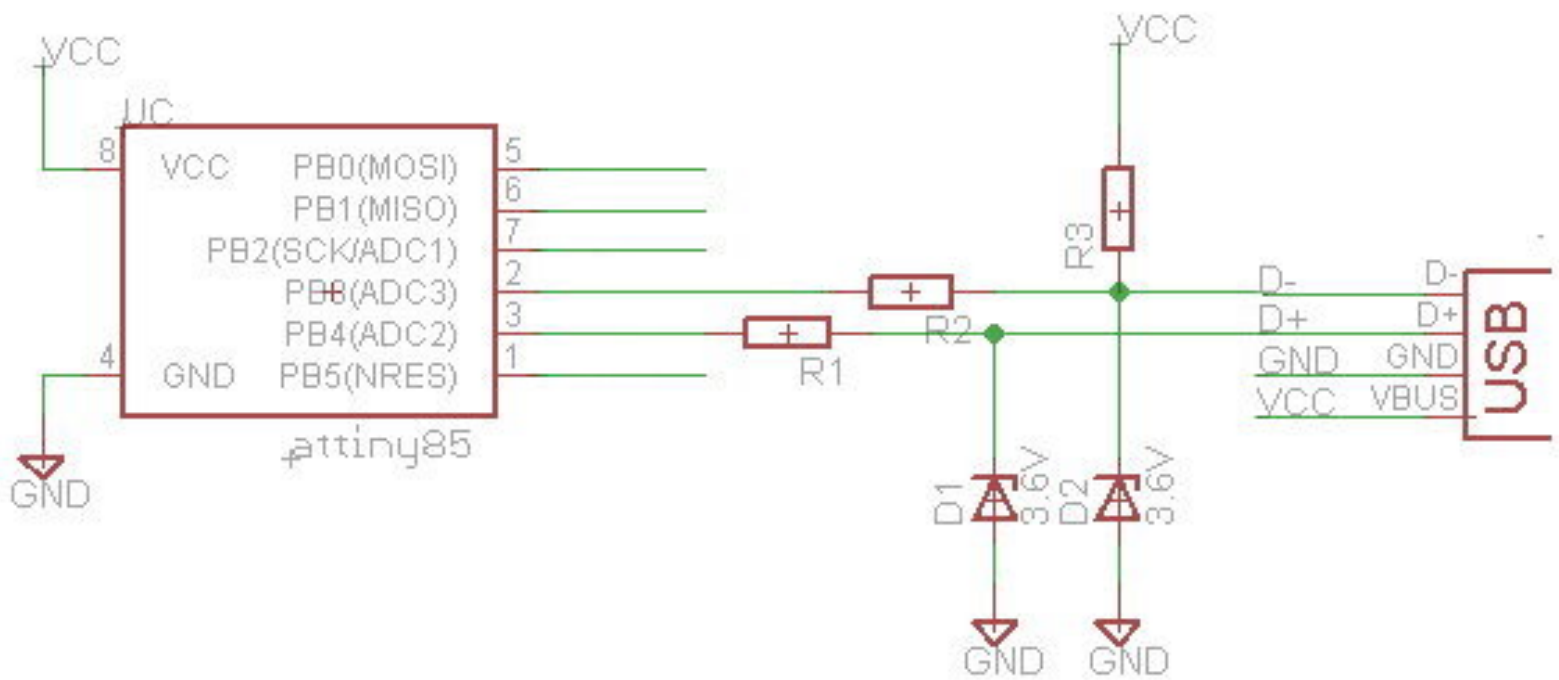 VCC
VCC
UC
8
VCC
PB0(MOSI)
5
PB1(MISO)
6
PB2(SCK/ADC1)
7
PB3(ADC3)
2
PB4(ADC2)
3
GND
4
PB5(NRES)
1
attiny85
GND
R1
R2
R3
D-
D+
GND
VCC
D-
D+
GND
VBUS
USB
D1
3.6V
D2
3.6V
GND
GND